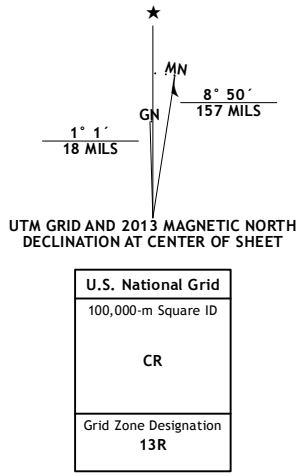 MN
GN
8° 50´
157 MILS
1° 1´
18 MILS
UTM GRID AND 2013 MAGNETIC NORTH
DECLINATION AT CENTER OF SHEET
U.S. National Grid
100,000-m Square ID
CR
Grid Zone Designation
13R